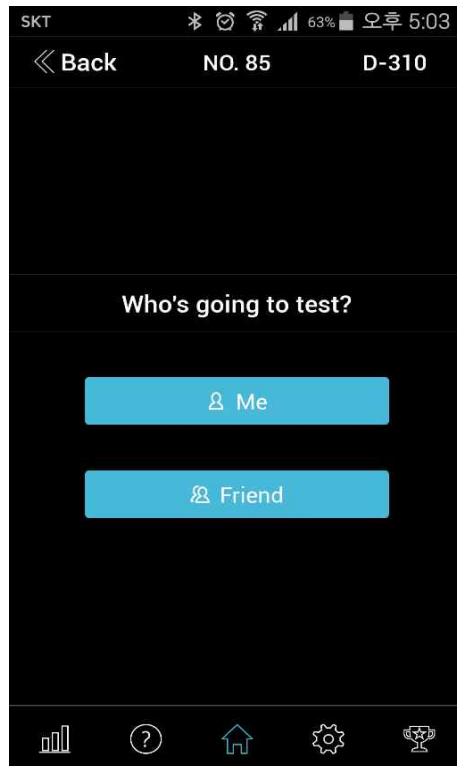 SKT 63% 오후 5:03
Back NO. 85 D-310
Who's going to test?
Me
Friend
?